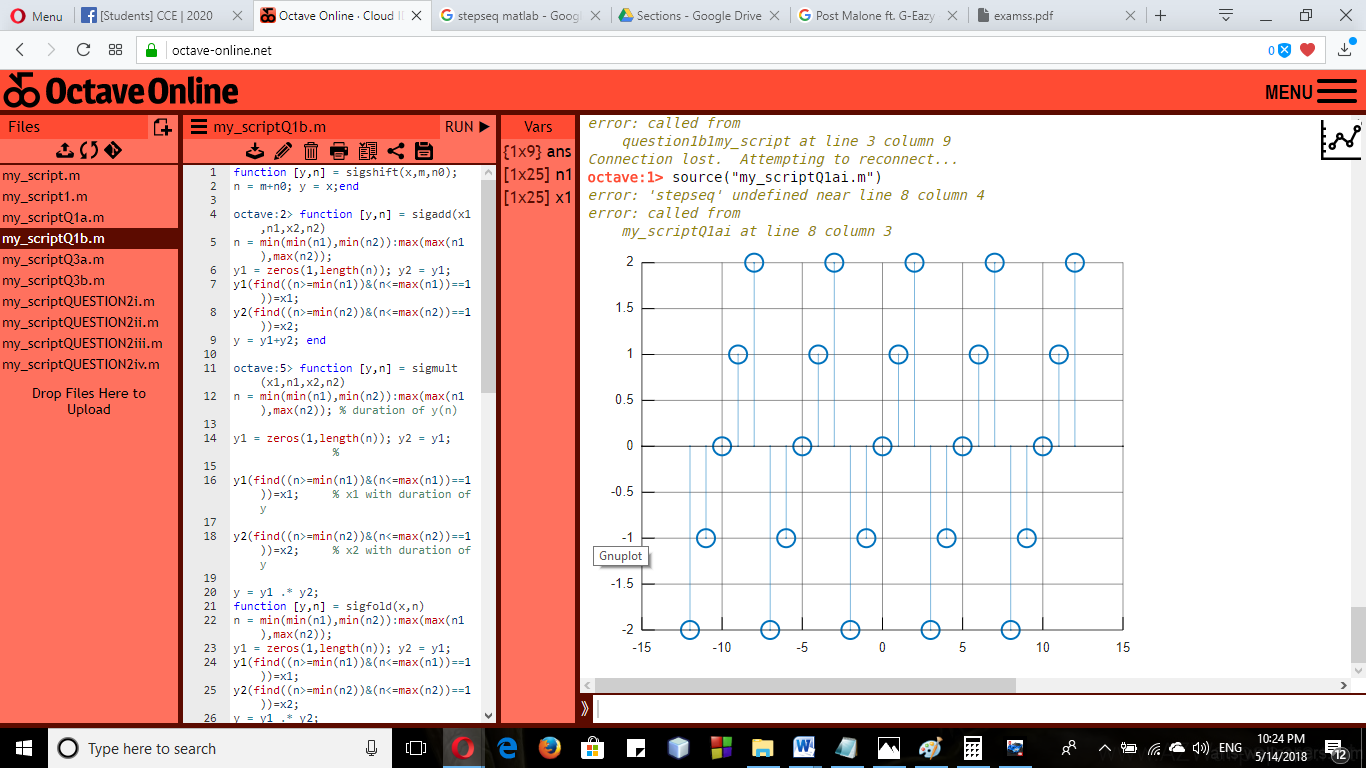 Menu
[Students] CCE | 2020
Octave Online · Cloud I
stepseq matlab - Goog
Sections - Google Drive
Post Malone ft. G-Eazy
examss.pdf
octave-online.net
0
Octave Online
MENU
Files
my_script.m
my_script1.m
my_scriptQ1a.m
my_scriptQ1b.m
my_scriptQ3a.m
my_scriptQ3b.m
my_scriptQUESTION2i.m
my_scriptQUESTION2ii.m
my_scriptQUESTION2iii.m
my_scriptQUESTION2iv.m
Drop Files Here to
Upload
my_scriptQ1b.m
RUN
1 function [y,n] = sigshift(x,m,n0);
2 n = m+n0; y = x;end
3
4 octave:2> function [y,n] = sigadd(x1
,n1,x2,n2)
5 n = min(min(n1),min(n2)):max(max(n1
),max(n2));
6 y1 = zeros(1,length(n)); y2 = y1;
7 y1(find((n>=min(n1))&(n<=max(n1))==1
))=x1;
8 y2(find((n>=min(n2))&(n<=max(n2))==1
))=x2;
9 y = y1+y2; end
10
11 octave:5> function [y,n] = sigmult
(x1,n1,x2,n2)
12 n = min(min(n1),min(n2)):max(max(n1
),max(n2)); % duration of y(n)
13
14 y1 = zeros(1,length(n)); y2 = y1;
%
15
16 y1(find((n>=min(n1))&(n<=max(n1))==1
))=x1; % x1 with duration of
y
17
18 y2(find((n>=min(n2))&(n<=max(n2))==1
))=x2; % x2 with duration of
y
19
20 y = y1 .* y2;
21 function [y,n] = sigfold(x,n)
22 n = min(min(n1),min(n2)):max(max(n1
),max(n2));
23 y1 = zeros(1,length(n)); y2 = y1;
24 y1(find((n>=min(n1))&(n<=max(n1))==1
))=x1;
25 y2(find((n>=min(n2))&(n<=max(n2))==1
))=x2;
26 y = y1 .* y2;
Vars
{1x9} ans
[1x25] n1
[1x25] x1
error: called from
question1b1my_script at line 3 column 9
Connection lost. Attempting to reconnect...
octave:1> source("my_scriptQ1ai.m")
error: 'stepseq' undefined near line 8 column 4
error: called from
my_scriptQ1ai at line 8 column 3
2
1.5
1
0.5
0
-0.5
-1
-1.5
-2
-15 -10 -5 0 5 10 15
Gnuplot
Type here to search
ENG
10:24 PM
5/14/2018
12